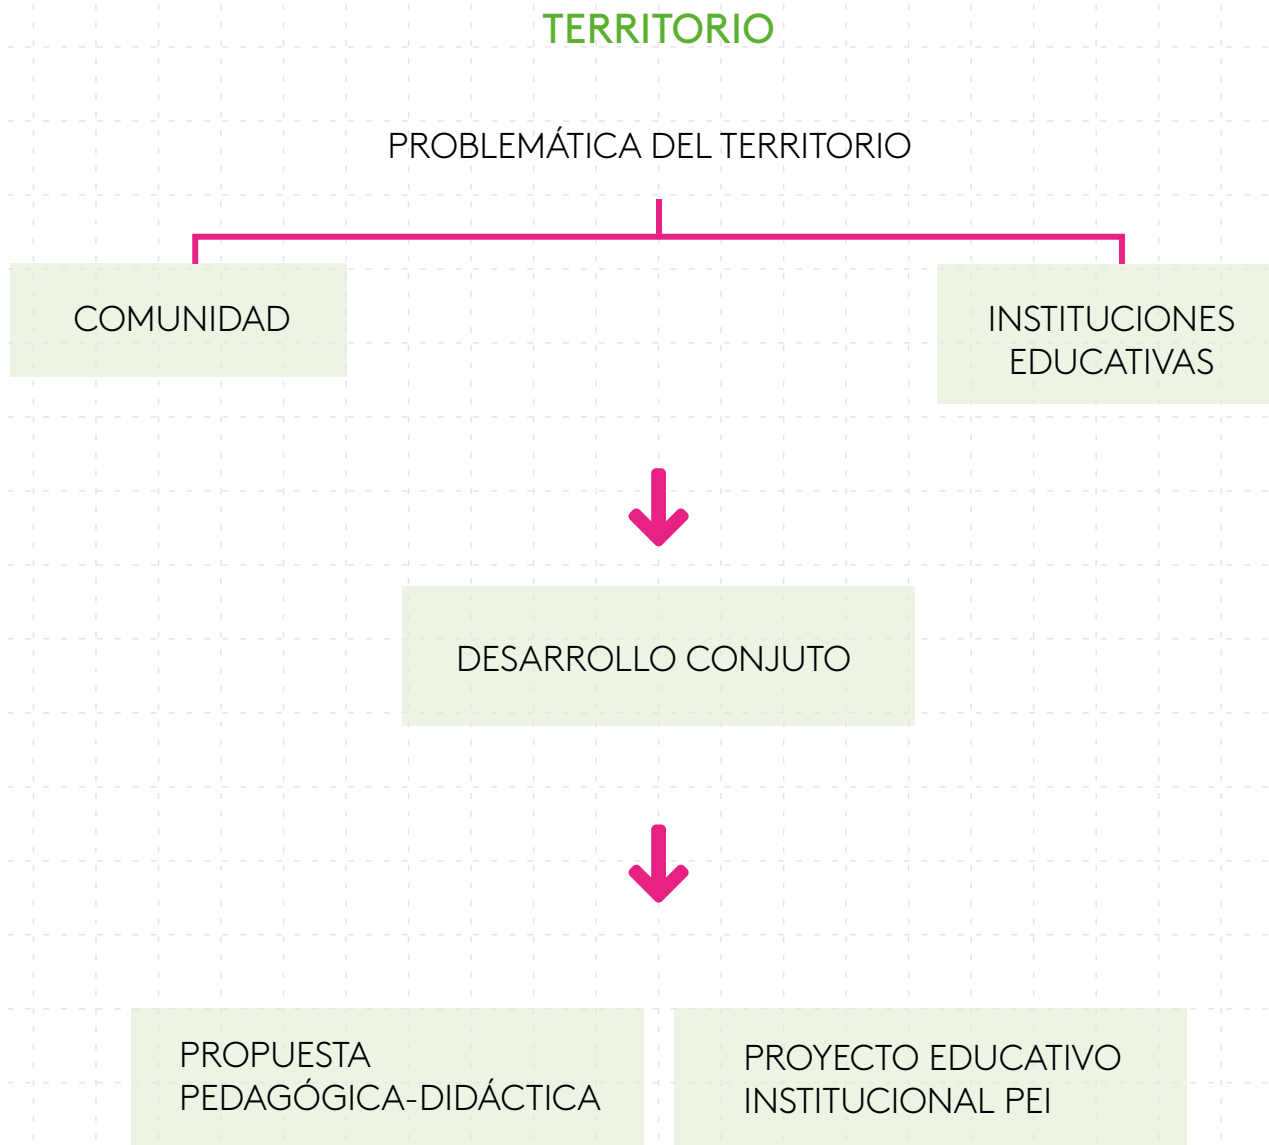 TERRITORIO
PROBLEMÁTICA DEL TERRITORIO
COMUNIDAD
INSTITUCIONES
EDUCATIVAS
DESARROLLO CONJUTO
PROPUESTA
PEDAGÓGICA-DIDÁCTICA
PROYECTO EDUCATIVO
INSTITUCIONAL PEI